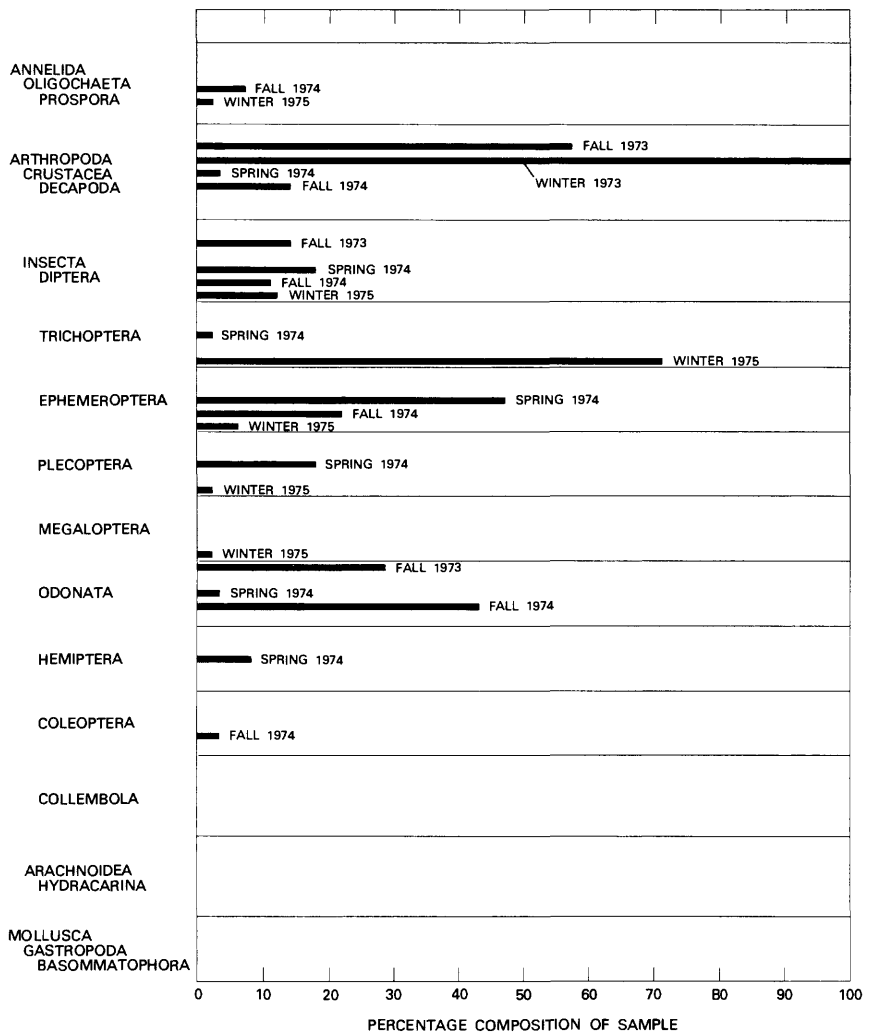 ANNELIDA
OLIGOCHAETA
PROSPORA
FALL 1974
WINTER 1975
ARTHROPODA
CRUSTACEA
DECAPODA
FALL 1973
WINTER 1973
SPRING 1974
FALL 1974
INSECTA
DIPTERA
FALL 1973
SPRING 1974
FALL 1974
WINTER 1975
TRICHOPTERA
SPRING 1974
WINTER 1975
EPHEMEROPTERA
SPRING 1974
FALL 1974
WINTER 1975
PLECOPTERA
SPRING 1974
WINTER 1975
MEGALOPTERA
WINTER 1975
ODONATA
FALL 1973
SPRING 1974
FALL 1974
HEMIPTERA
SPRING 1974
COLEOPTERA
FALL 1974
COLLEMBOLA
ARACHNOIDEA
HYDRACARINA
MOLLUSCA
GASTROPODA
BASOMMATOPHORA
0 10 20 30 40 50 60 70 80 90 100
PERCENTAGE COMPOSITION OF SAMPLE